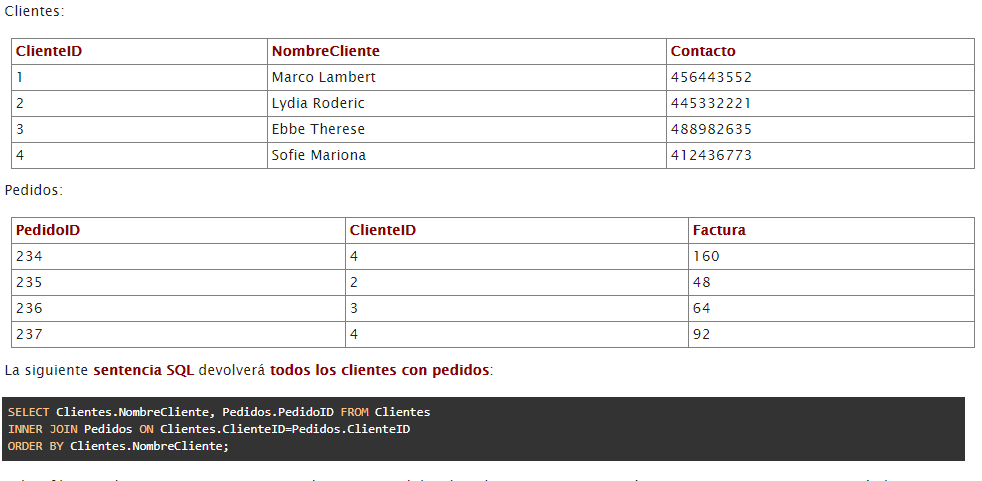 Clientes:
ClienteID NombreCliente Contacto
1 Marco Lambert 456443552
2 Lydia Roderic 445332221
3 Ebbe Therese 488982635
4 Sofie Mariona 412436773
Pedidos:
PedidoID ClienteID Factura
234 4 160
235 2 48
236 3 64
237 4 92
La siguiente sentencia SQL devolverá todos los clientes con pedidos:
SELECT Clientes.NombreCliente, Pedidos.PedidoID FROM Clientes
INNER JOIN Pedidos ON Clientes.ClienteID=Pedidos.ClienteID
ORDER BY Clientes.NombreCliente;